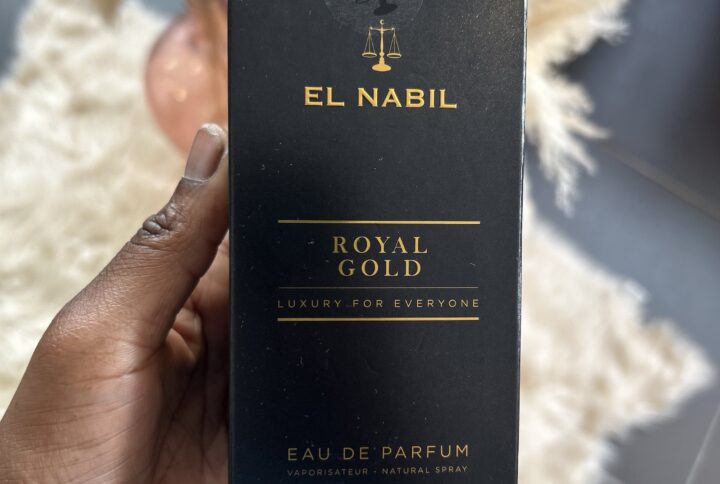 EL NABIL
ROYAL
GOLD
LUXURY FOR EVERYONE
EAU DE PARFUM
VAPORISATEUR - NATURAL SPRAY